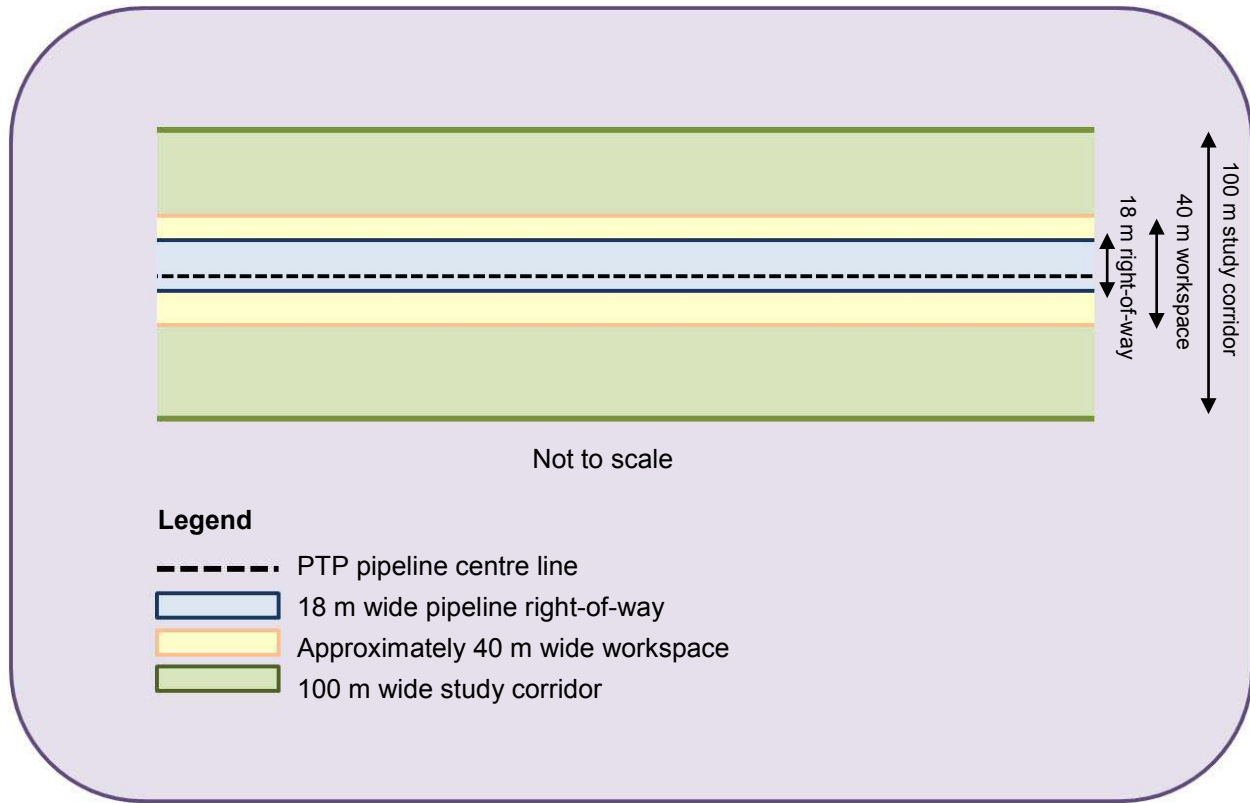 18 m right-of-way
40 m workspace
100 m study corridor
Not to scale
Legend
PTP pipeline centre line
18 m wide pipeline right-of-way
Approximately 40 m wide workspace
100 m wide study corridor